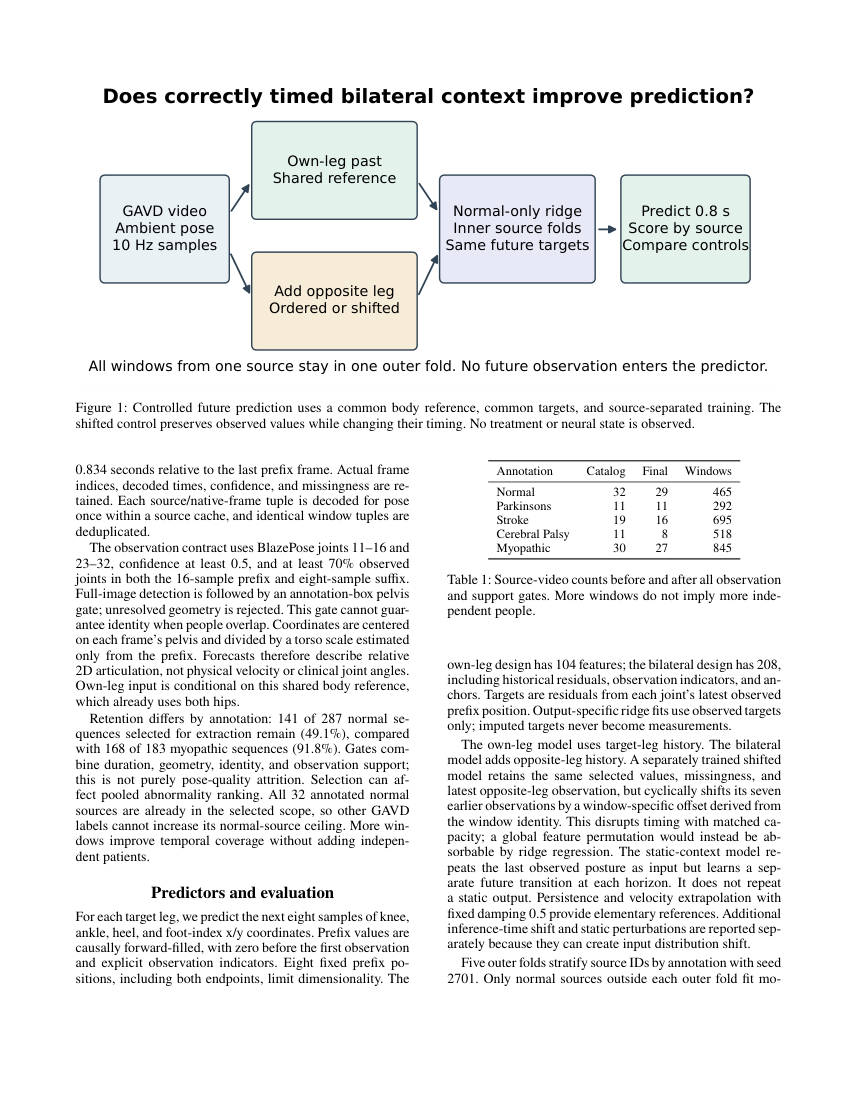 Does correctly timed bilateral context improve prediction?
GAVD video
Ambient pose
10 Hz samples
Own-leg past
Shared reference
Add opposite leg
Ordered or shifted
Normal-only ridge
Inner source folds
Same future targets
Predict 0.8 s
Score by source
Compare controls
All windows from one source stay in one outer fold. No future observation enters the predictor.
Figure 1: Controlled future prediction uses a common body reference, common targets, and source-separated training. The
shifted control preserves observed values while changing their timing. No treatment or neural state is observed.
0.834 seconds relative to the last prefix frame. Actual frame
indices, decoded times, confidence, and missingness are re-
tained. Each source/native-frame tuple is decoded for pose
once within a source cache, and identical window tuples are
deduplicated.
The observation contract uses BlazePose joints 11–16 and
23–32, confidence at least 0.5, and at least 70% observed
joints in both the 16-sample prefix and eight-sample suffix.
Full-image detection is followed by an annotation-box pelvis
gate; unresolved geometry is rejected. This gate cannot guar-
antee identity when people overlap. Coordinates are centered
on each frame's pelvis and divided by a torso scale estimated
only from the prefix. Forecasts therefore describe relative
2D articulation, not physical velocity or clinical joint angles.
Own-leg input is conditional on this shared body reference,
which already uses both hips.
Retention differs by annotation: 141 of 287 normal se-
quences selected for extraction remain (49.1%), compared
with 168 of 183 myopathic sequences (91.8%). Gates com-
bine duration, geometry, identity, and observation support;
this is not purely pose-quality attrition. Selection can af-
fect pooled abnormality ranking. All 32 annotated normal
sources are already in the selected scope, so other GAVD
labels cannot increase its normal-source ceiling. More win-
dows improve temporal coverage without adding indepen-
dent patients.
Predictors and evaluation
For each target leg, we predict the next eight samples of knee,
ankle, heel, and foot-index x/y coordinates. Prefix values are
causally forward-filled, with zero before the first observation
and explicit observation indicators. Eight fixed prefix po-
sitions, including both endpoints, limit dimensionality. The
Annotation Catalog Final Windows
Normal 32 29 465
Parkinsons 11 11 292
Stroke 19 16 695
Cerebral Palsy 11 8 518
Myopathic 30 27 845
Table 1: Source-video counts before and after all observation
and support gates. More windows do not imply more inde-
pendent people.
own-leg design has 104 features; the bilateral design has 208,
including historical residuals, observation indicators, and an-
chors. Targets are residuals from each joint's latest observed
prefix position. Output-specific ridge fits use observed targets
only; imputed targets never become measurements.
The own-leg model uses target-leg history. The bilateral
model adds opposite-leg history. A separately trained shifted
model retains the same selected values, missingness, and
latest opposite-leg observation, but cyclically shifts its seven
earlier observations by a window-specific offset derived from
the window identity. This disrupts timing with matched ca-
pacity; a global feature permutation would instead be ab-
sorbable by ridge regression. The static-context model re-
peats the last observed posture as input but learns a sep-
arate future transition at each horizon. It does not repeat
a static output. Persistence and velocity extrapolation with
fixed damping 0.5 provide elementary references. Additional
inference-time shift and static perturbations are reported sep-
arately because they can create input distribution shift.
Five outer folds stratify source IDs by annotation with seed
2701. Only normal sources outside each outer fold fit mo-